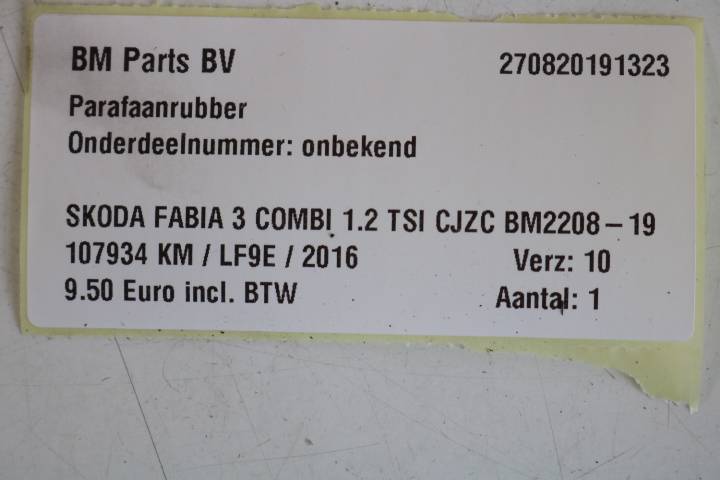 BM Parts BV 270820191323
Parafaanrubber
Onderdeelnummer: onbekend
SKODA FABIA 3 COMBI 1.2 TSI CJZC BM2208-19
107934 KM / LF9E / 2016 Verz: 10
9.50 Euro incl. BTW Aantal: 1